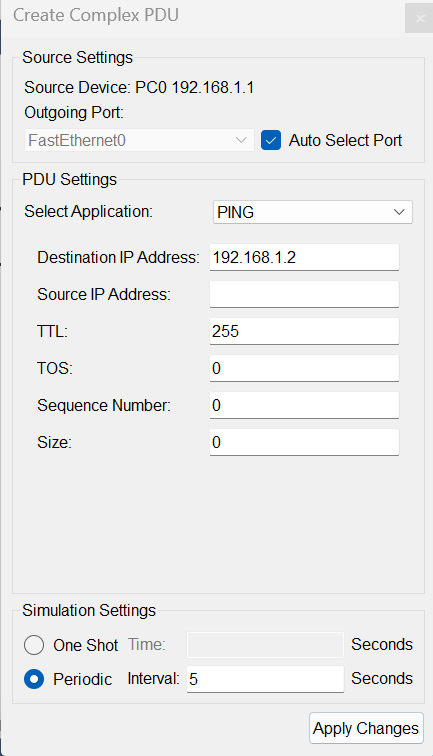 Create Complex PDU
Source Settings
Source Device: PC0 192.168.1.1
Outgoing Port:
FastEthernet0 Auto Select Port
PDU Settings
Select Application: PING
Destination IP Address: 192.168.1.2
Source IP Address:
TTL: 255
TOS: 0
Sequence Number: 0
Size: 0
Simulation Settings
One Shot Time: Seconds
Periodic Interval: 5 Seconds
Apply Changes